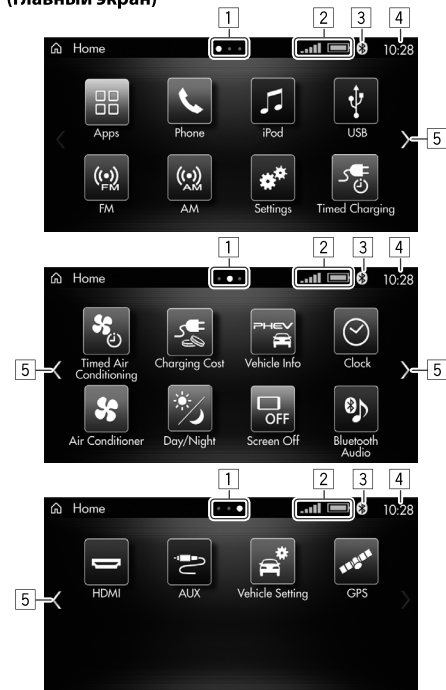 (главный экран)
1 2 3 4
Home 10:28
Apps Phone iPod USB
5
FM AM
FM AM Settings Timed Charging
1 2 3 4
Home 10:28
PHEV
Timed Air Conditioning Charging Cost Vehicle Info Clock
5 5
OFF
Air Conditioner Day/Night Screen Off Bluetooth Audio
1 2 3 4
Home 10:28
HDMI AUX Vehicle Setting GPS
5